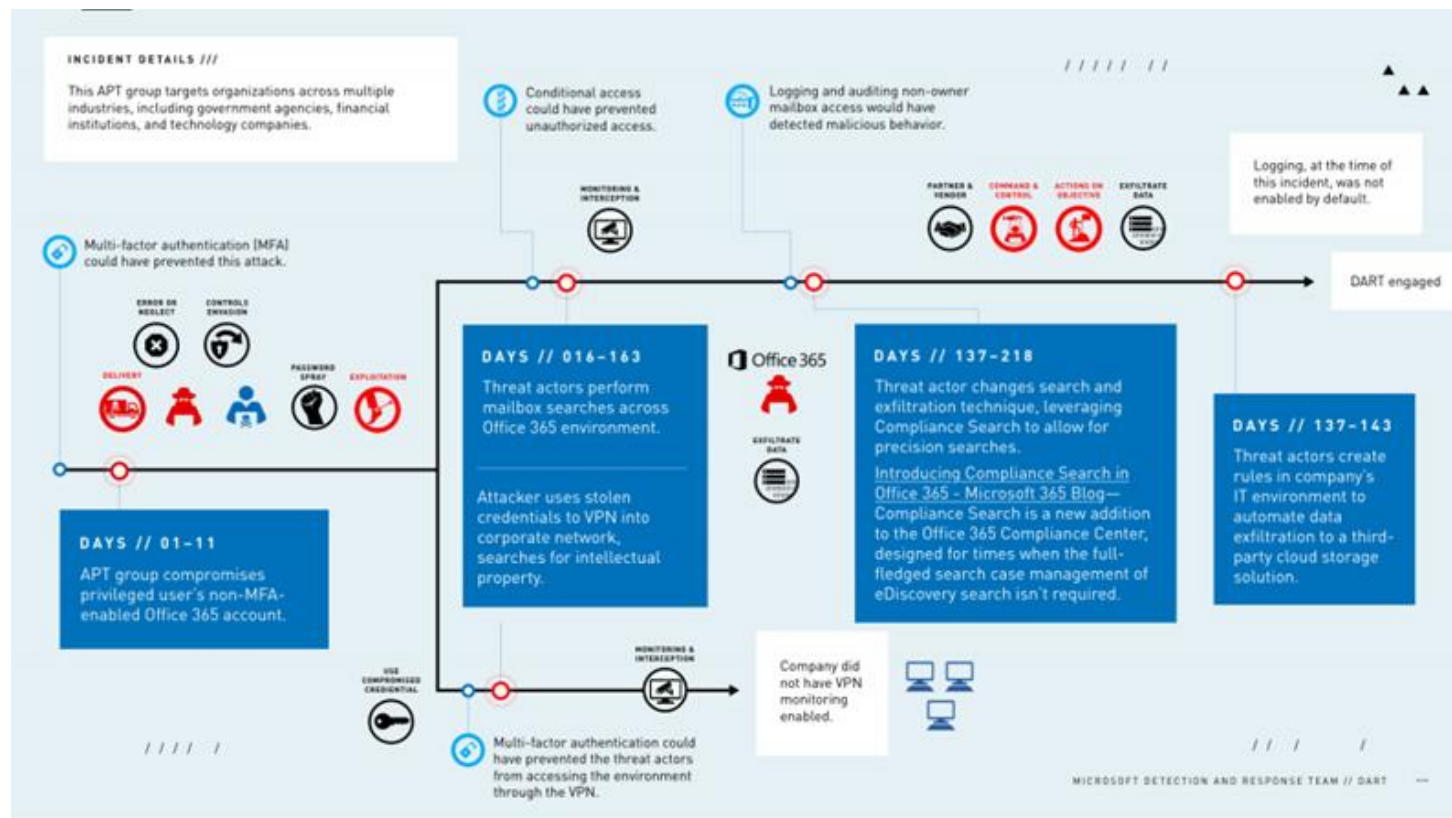 INCIDENT DETAILS ///
This APT group targets organizations across multiple
industries, including government agencies, financial
institutions, and technology companies.
Conditional access
could have prevented
unauthorized access.
Logging and auditing non-owner
mailbox access would have
detected malicious behavior.
///// //
Logging, at the time of
this incident, was not
enabled by default.
MONITORING &
INTERCEPTION
PARTNER &
VENDOR
COMMAND &
CONTROL
ACTIONS ON
OBJECTIVE
EXFILTRATE
DATA
Multi-factor authentication (MFA)
could have prevented this attack.
DART engaged
ERROR OR
NEGLECT
CONTROLS
ENVASION
DELIVERY
PASSWORD
SPRAY
EXPLOITATION
DAYS // 016-163
Threat actors perform
mailbox searches across
Office 365 environment.
Attacker uses stolen
credentials to VPN into
corporate network,
searches for intellectual
property.
Office 365
EXFILTRATE
DATA
DAYS // 137-218
Threat actor changes search and
exfiltration technique, leveraging
Compliance Search to allow for
precision searches.
Introducing Compliance Search in
Office 365 - Microsoft 365 Blog—
Compliance Search is a new addition
to the Office 365 Compliance Center,
designed for times when the full-
fledged search case management of
eDiscovery search isn't required.
DAYS // 137-143
Threat actors create
rules in company's
IT environment to
automate data
exfiltration to a third-
party cloud storage
solution.
DAYS // 01-11
APT group compromises
privileged user's non-MFA-
enabled Office 365 account.
USE
COMPROMISED
CREDENTIAL
MONITORING &
INTERCEPTION
Company did
not have VPN
monitoring
enabled.
Multi-factor authentication could
have prevented the threat actors
from accessing the environment
through the VPN.
//// /
// / /
MICROSOFT DETECTION AND RESPONSE TEAM // DART